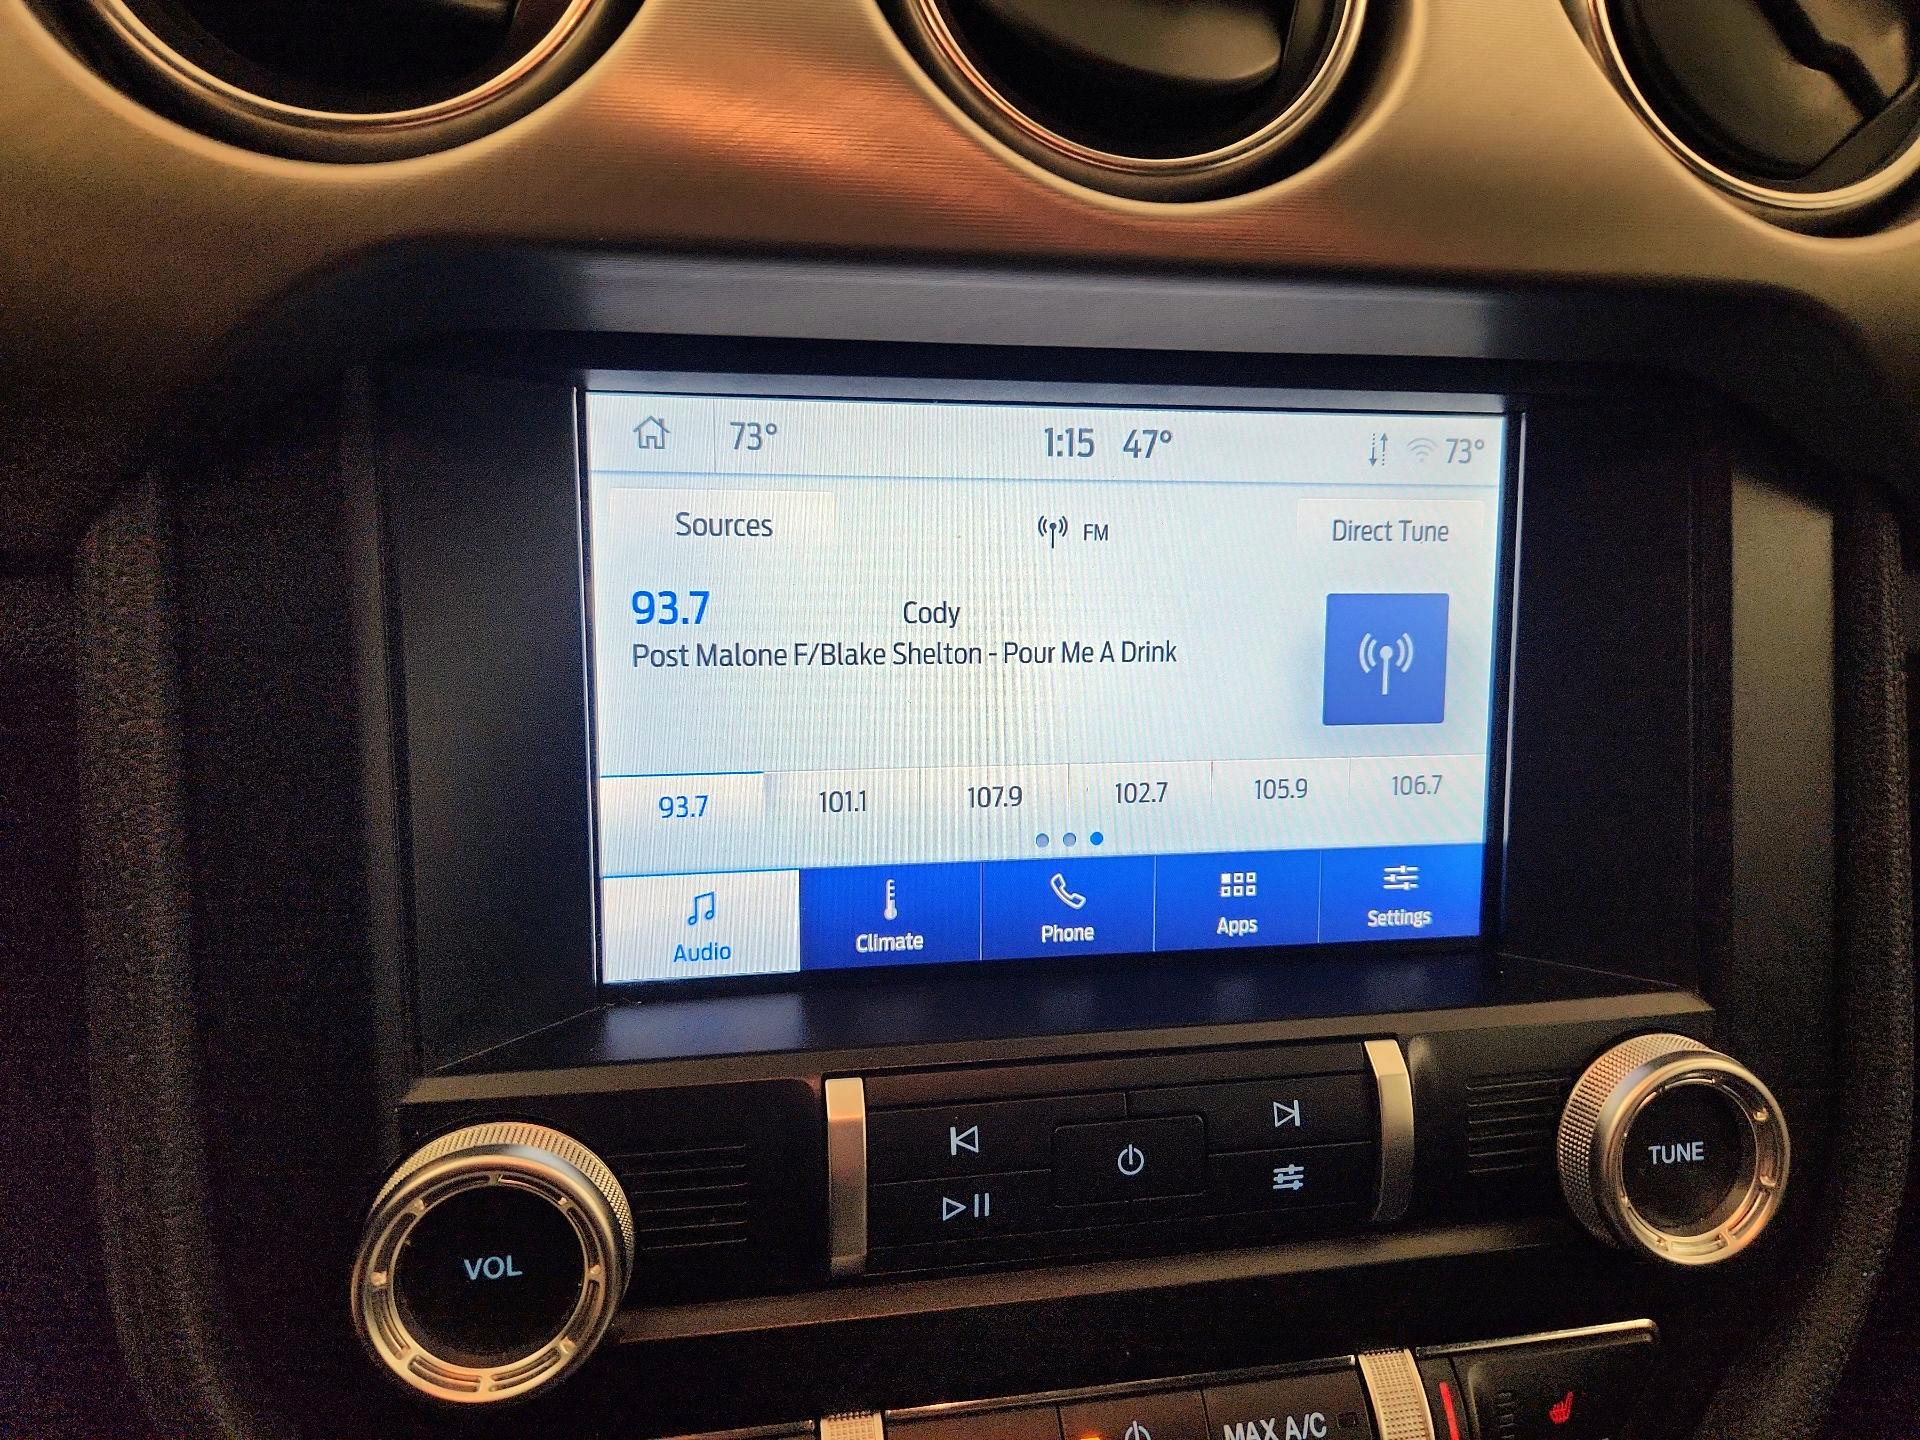 73° 1:15 47° 73°
Sources FM Direct Tune
93.7 Cody
Post Malone F/Blake Shelton - Pour Me A Drink
93.7 101.1 107.9 102.7 105.9 106.7
Audio Climate Phone Apps Settings
VOL TUNE
MAX A/C